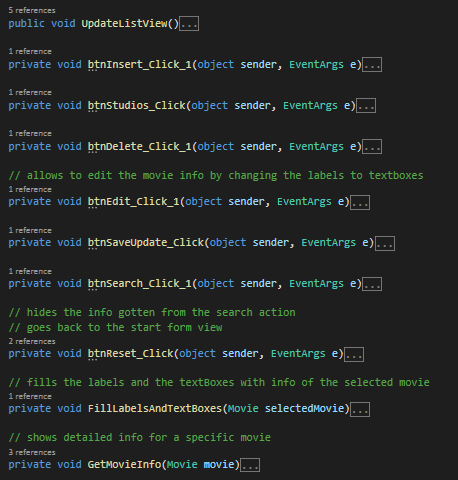 5 references
public void UpdateListView()...
1 reference
private void btnInsert_Click_1(object sender, EventArgs e)...
1 reference
private void btnStudios_Click(object sender, EventArgs e)...
1 reference
private void btnDelete_Click_1(object sender, EventArgs e)...
// allows to edit the movie info by changing the labels to textboxes
1 reference
private void btnEdit_Click_1(object sender, EventArgs e)...
1 reference
private void btnSaveUpdate_Click(object sender, EventArgs e)...
1 reference
private void btnSearch_Click_1(object sender, EventArgs e)...
// hides the info gotten from the search action
// goes back to the start form view
2 references
private void btnReset_Click(object sender, EventArgs e)...
// fills the labels and the textBoxes with info of the selected movie
1 reference
private void FillLabelsAndTextBoxes(Movie selectedMovie)...
// shows detailed info for a specific movie
3 references
private void GetMovieInfo(Movie movie)...